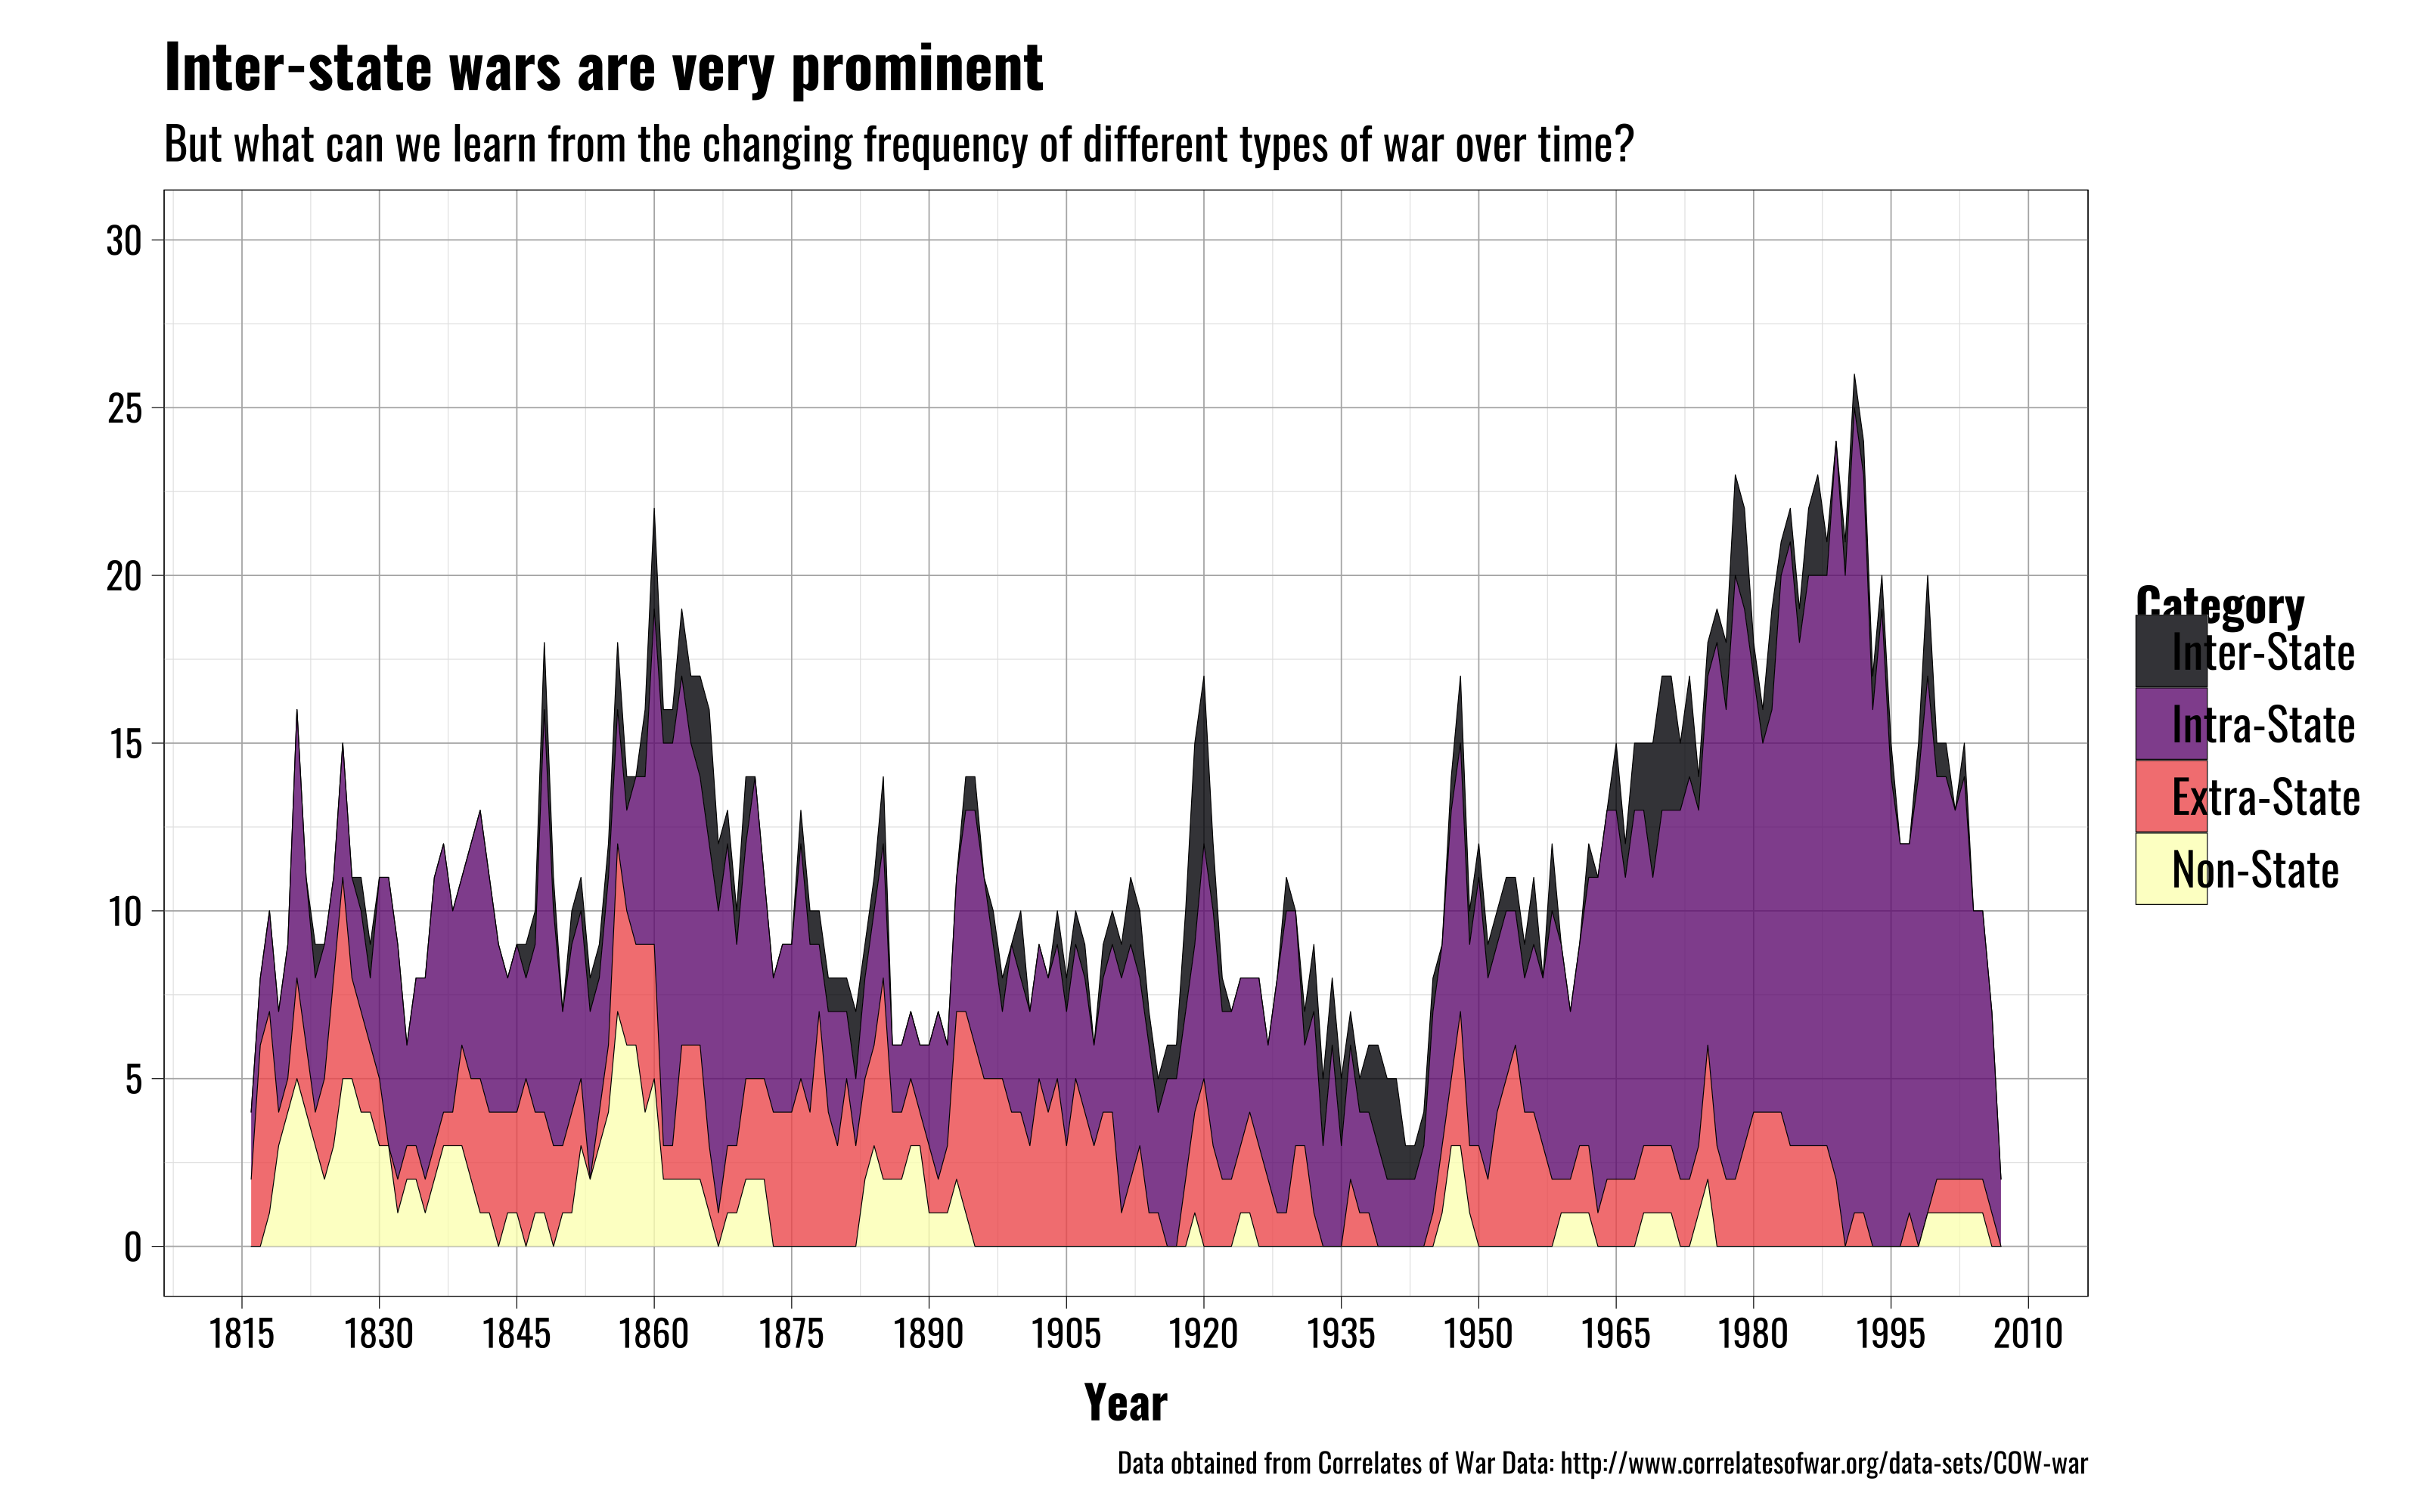 Inter-state wars are very prominent
But what can we learn from the changing frequency of different types of war over time?
30
25
20
15
10
5
0
1815 1830 1845 1860 1875 1890 1905 1920 1935 1950 1965 1980 1995 2010
Year
Category
Inter-State
Intra-State
Extra-State
Non-State
Data obtained from Correlates of War Data: http://www.correlatesofwar.org/data-sets/COW-war